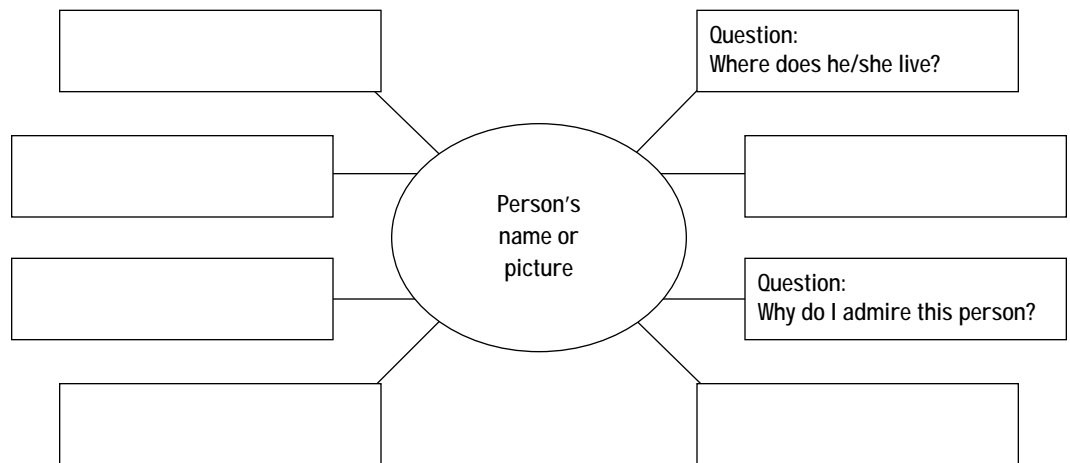 Question:
Where does he/she live?
Person's
name or
picture
Question:
Why do I admire this person?